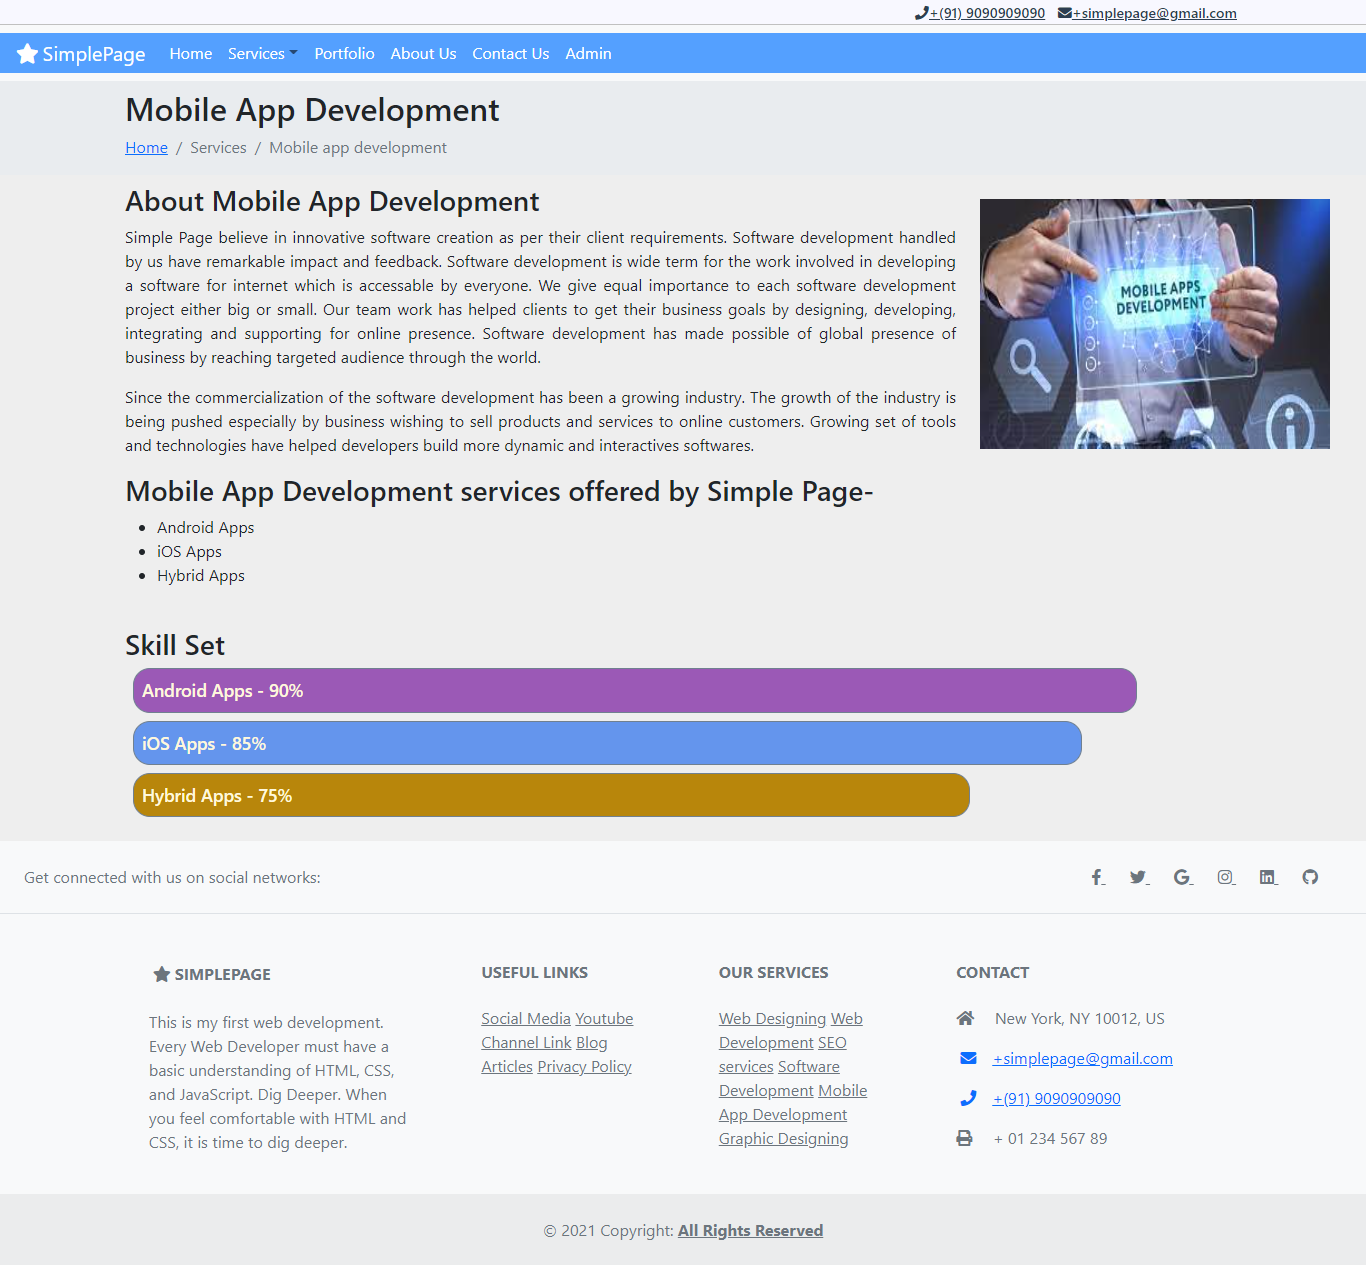 +(91) 9090909090 +simplepage@gmail.com
SimplePage Home Services Portfolio About Us Contact Us Admin
Mobile App Development
Home / Services / Mobile app development
About Mobile App Development
Simple Page believe in innovative software creation as per their client requirements. Software development handled
by us have remarkable impact and feedback. Software development is wide term for the work involved in developing
a software for internet which is accessable by everyone. We give equal importance to each software development
project either big or small. Our team work has helped clients to get their business goals by designing, developing,
integrating and supporting for online presence. Software development has made possible of global presence of
business by reaching targeted audience through the world.
Since the commercialization of the software development has been a growing industry. The growth of the industry is
being pushed especially by business wishing to sell products and services to online customers. Growing set of tools
and technologies have helped developers build more dynamic and interactives softwares.
MOBILE APPS
DEVELOPMENT
Mobile App Development services offered by Simple Page-
Android Apps
iOS Apps
Hybrid Apps
Skill Set
Android Apps - 90%
iOS Apps - 85%
Hybrid Apps - 75%
Get connected with us on social networks:
SIMPLEPAGE
This is my first web development.
Every Web Developer must have a
basic understanding of HTML, CSS,
and JavaScript. Dig Deeper. When
you feel comfortable with HTML and
CSS, it is time to dig deeper.
USEFUL LINKS
Social Media Youtube
Channel Link Blog
Articles Privacy Policy
OUR SERVICES
Web Designing Web
Development SEO
services Software
Development Mobile
App Development
Graphic Designing
CONTACT
New York, NY 10012, US
+simplepage@gmail.com
+(91) 9090909090
+ 01 234 567 89
© 2021 Copyright: All Rights Reserved